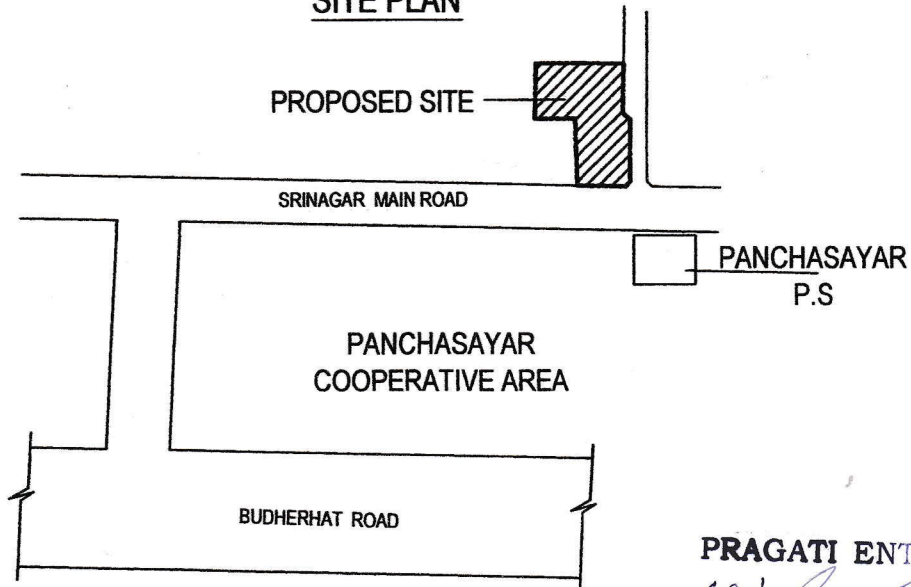 SITE PLAN
PROPOSED SITE
SRINAGAR MAIN ROAD
PANCHASAYAR
P.S
PANCHASAYAR
COOPERATIVE AREA
BUDHERHAT ROAD
PRAGATI ENT